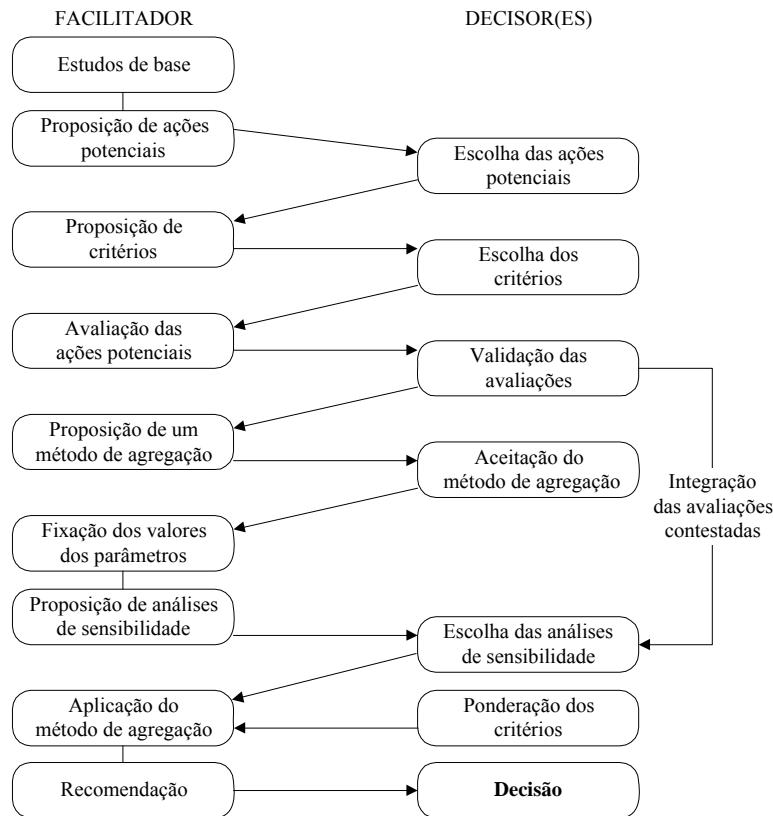 FACILITADOR
DECISOR(ES)
Estudos de base
Proposição de ações
potenciais
Escolha das ações
potenciais
Proposição de
critérios
Escolha dos
critérios
Avaliação das
ações potenciais
Validação das
avaliações
Proposição de um
método de agregação
Aceitação do
método de agregação
Integração
das avaliações
contestadas
Fixação dos valores
dos parâmetros
Proposição de análises
de sensibilidade
Escolha das análises
de sensibilidade
Aplicação do
método de agregação
Ponderação dos
critérios
Recomendação
Decisão